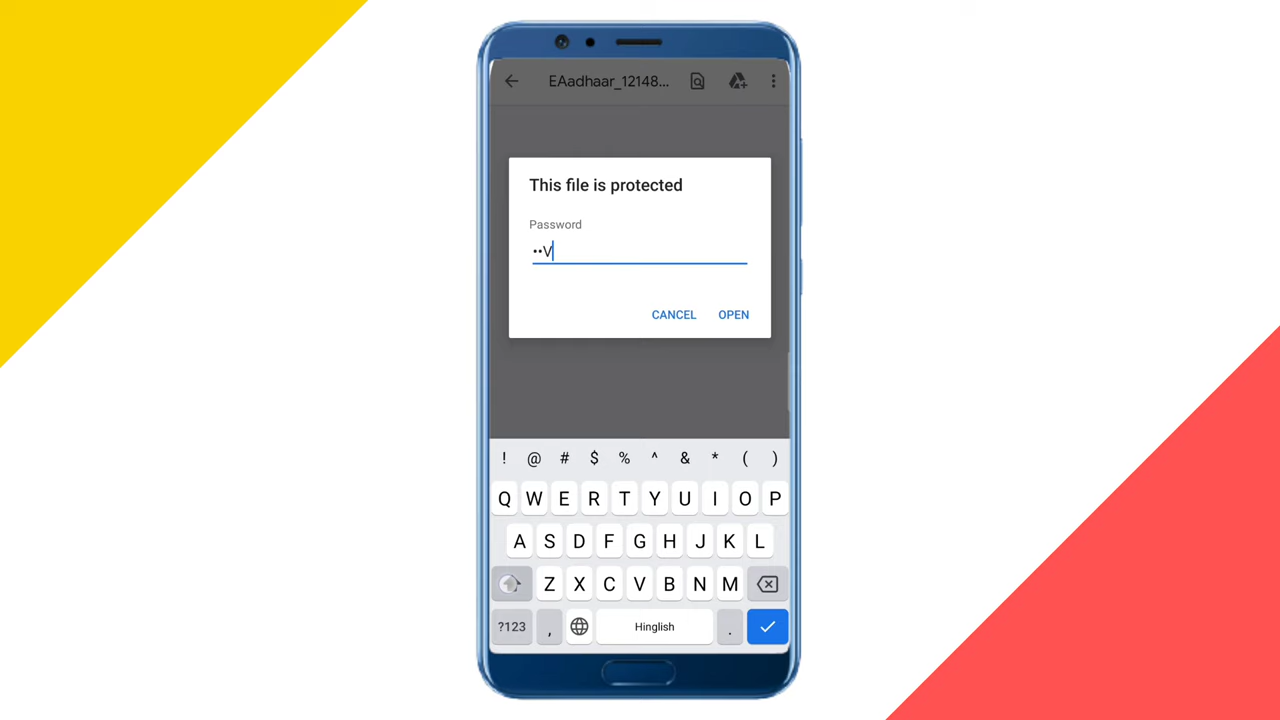 EAadhaar_12148...
This file is protected
Password
••V
CANCEL OPEN
! @ # $ % ^ & * ( )
Q W E R T Y U I O P
A S D F G H J K L
Z X C V B N M
?123 , Hinglish .